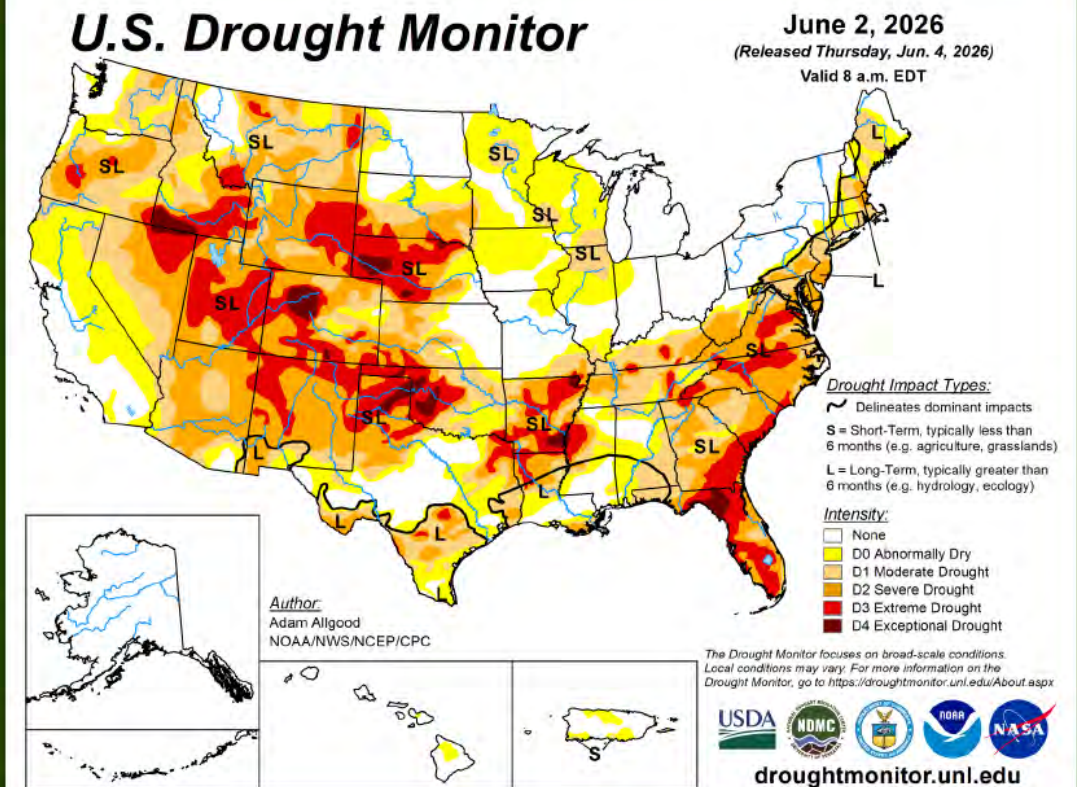 U.S. Drought Monitor
June 2, 2026
(Released Thursday, Jun. 4, 2026)
Valid 8 a.m. EDT
L
SL
SL
SL
SL
SL
SL
L
SL
SL
SL
SL
SL
L
L
L
L
L
Drought Impact Types:
Delineates dominant impacts
S = Short-Term, typically less than
6 months (e.g. agriculture, grasslands)
L = Long-Term, typically greater than
6 months (e.g. hydrology, ecology)
Intensity:
None
D0 Abnormally Dry
D1 Moderate Drought
D2 Severe Drought
D3 Extreme Drought
D4 Exceptional Drought
Author:
Adam Allgood
NOAA/NWS/NCEP/CPC
S
The Drought Monitor focuses on broad-scale conditions.
Local conditions may vary. For more information on the
Drought Monitor, go to https://droughtmonitor.unl.edu/About.aspx
USDA
NDMC
NOAA
NASA
droughtmonitor.unl.edu